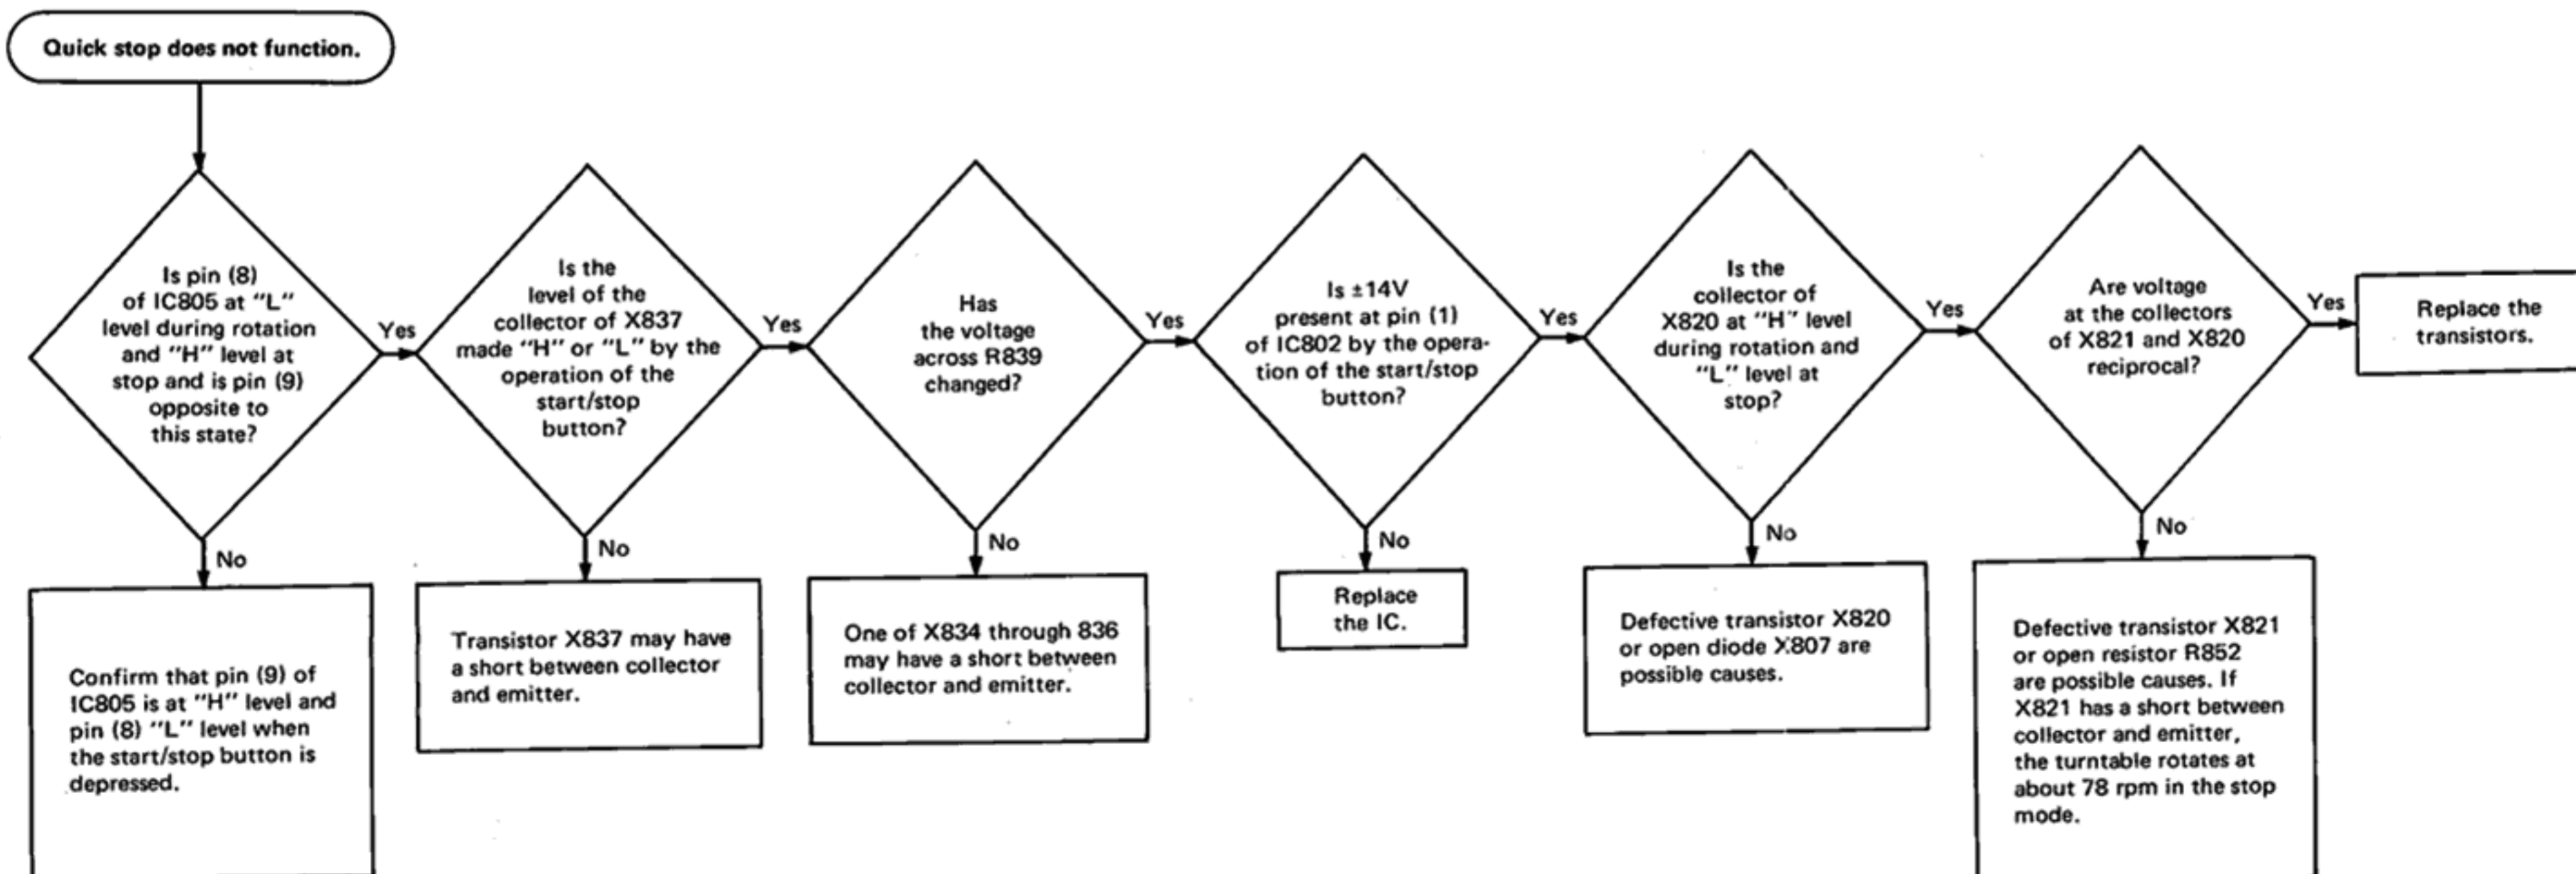 Quick stop does not function.
Is pin (8)
of IC805 at "L"
level during rotation
and "H" level at
stop and is pin (9)
opposite to
this state?
Yes
No
Confirm that pin (9) of
IC805 is at "H" level and
pin (8) "L" level when
the start/stop button is
depressed.
Is the
level of the
collector of X837
made "H" or "L" by the
operation of the
start/stop
button?
Yes
No
Transistor X837 may have
a short between collector
and emitter.
Has
the voltage
across R839
changed?
Yes
No
One of X834 through 836
may have a short between
collector and emitter.
Is ±14V
present at pin (1)
of IC802 by the opera-
tion of the start/stop
button?
Yes
No
Replace
the IC.
Is the
collector of
X820 at "H" level
during rotation and
"L" level at
stop?
Yes
No
Defective transistor X820
or open diode X807 are
possible causes.
Are voltage
at the collectors
of X821 and X820
reciprocal?
Yes
No
Defective transistor X821
or open resistor R852
are possible causes. If
X821 has a short between
collector and emitter,
the turntable rotates at
about 78 rpm in the stop
mode.
Replace the
transistors.